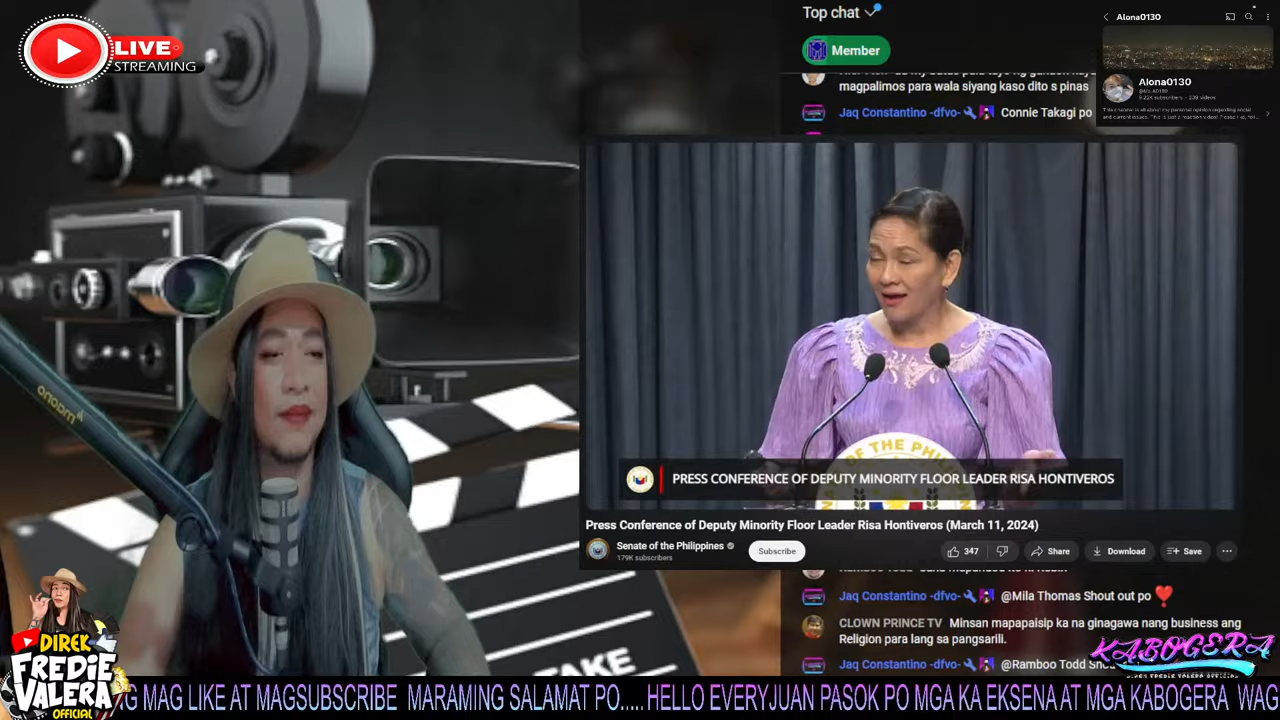 LIVE
STREAMING
Top chat
Member
magpalimos para wala siyang kaso dito s pinas
Jaq Constantino -dfvo- Connie Takagi po
Alona0130
Alona0130
maono
OF THE PHILIP
PRESS CONFERENCE OF DEPUTY MINORITY FLOOR LEADER RISA HONTIVEROS
Press Conference of Deputy Minority Floor Leader Risa Hontiveros (March 11, 2024)
Senate of the Philippines
179K subscribers
Subscribe
347
Share
Download
Save
Jaq Constantino -dfvo- @Mila Thomas Shout out po
CLOWN PRINCE TV Minsan mapapaisip ka na ginagawa nang business ang
Religion para lang sa pangsarili.
Jaq Constantino -dfvo- @Ramboo Todd
KABOGERA
TAKE
DIREK
FREDIE
VALERA
OFFICIAL
G MAG LIKE AT MAGSUBSCRIBE MARAMING SALAMAT PO..... HELLO EVERYJUAN PASOK PO MGA KA EKSENA AT MGA KABOGERA WAG